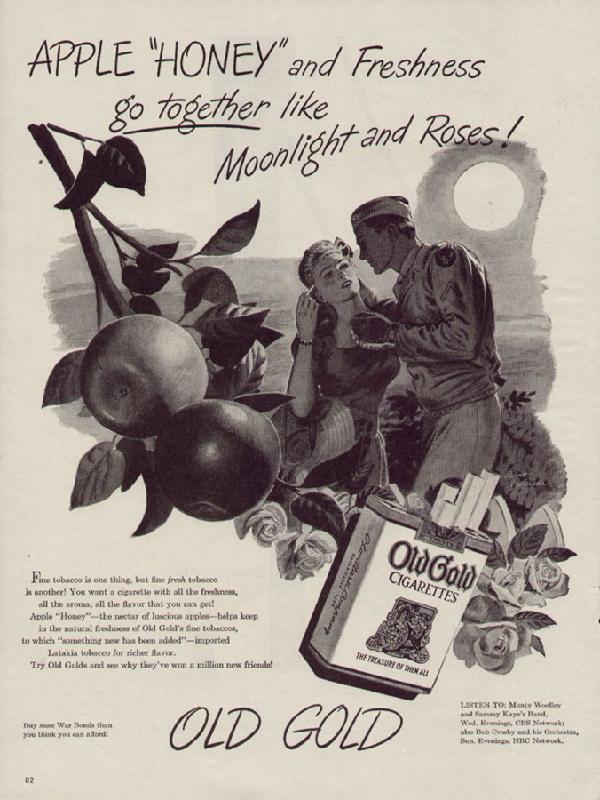 APPLE "HONEY" and Freshness
go together like
Moonlight and Roses!
Old Gold
CIGARETTES
THE TREASURE OF THEM ALL
Fine tobacco is one thing, but fine fresh tobacco
is another! You want a cigarette with all the freshness,
all the aroma, all the flavor that you can get!
Apple "Honey"—the nectar of luscious apples—helps keep
in the natural freshness of Old Gold's fine tobaccos,
to which "something new has been added"—imported
Latakia tobacco for richer flavor.
Try Old Golds and see why they've won a million new friends!
OLD GOLD
Buy more War Bonds than
you think you can afford!
LISTEN TO: Monty Woolley
and Sammy Kaye's Band,
Wed. Evenings, CBS Network;
also Bob Crosby and his Orchestra,
Sun. Evenings, NBC Network.
62